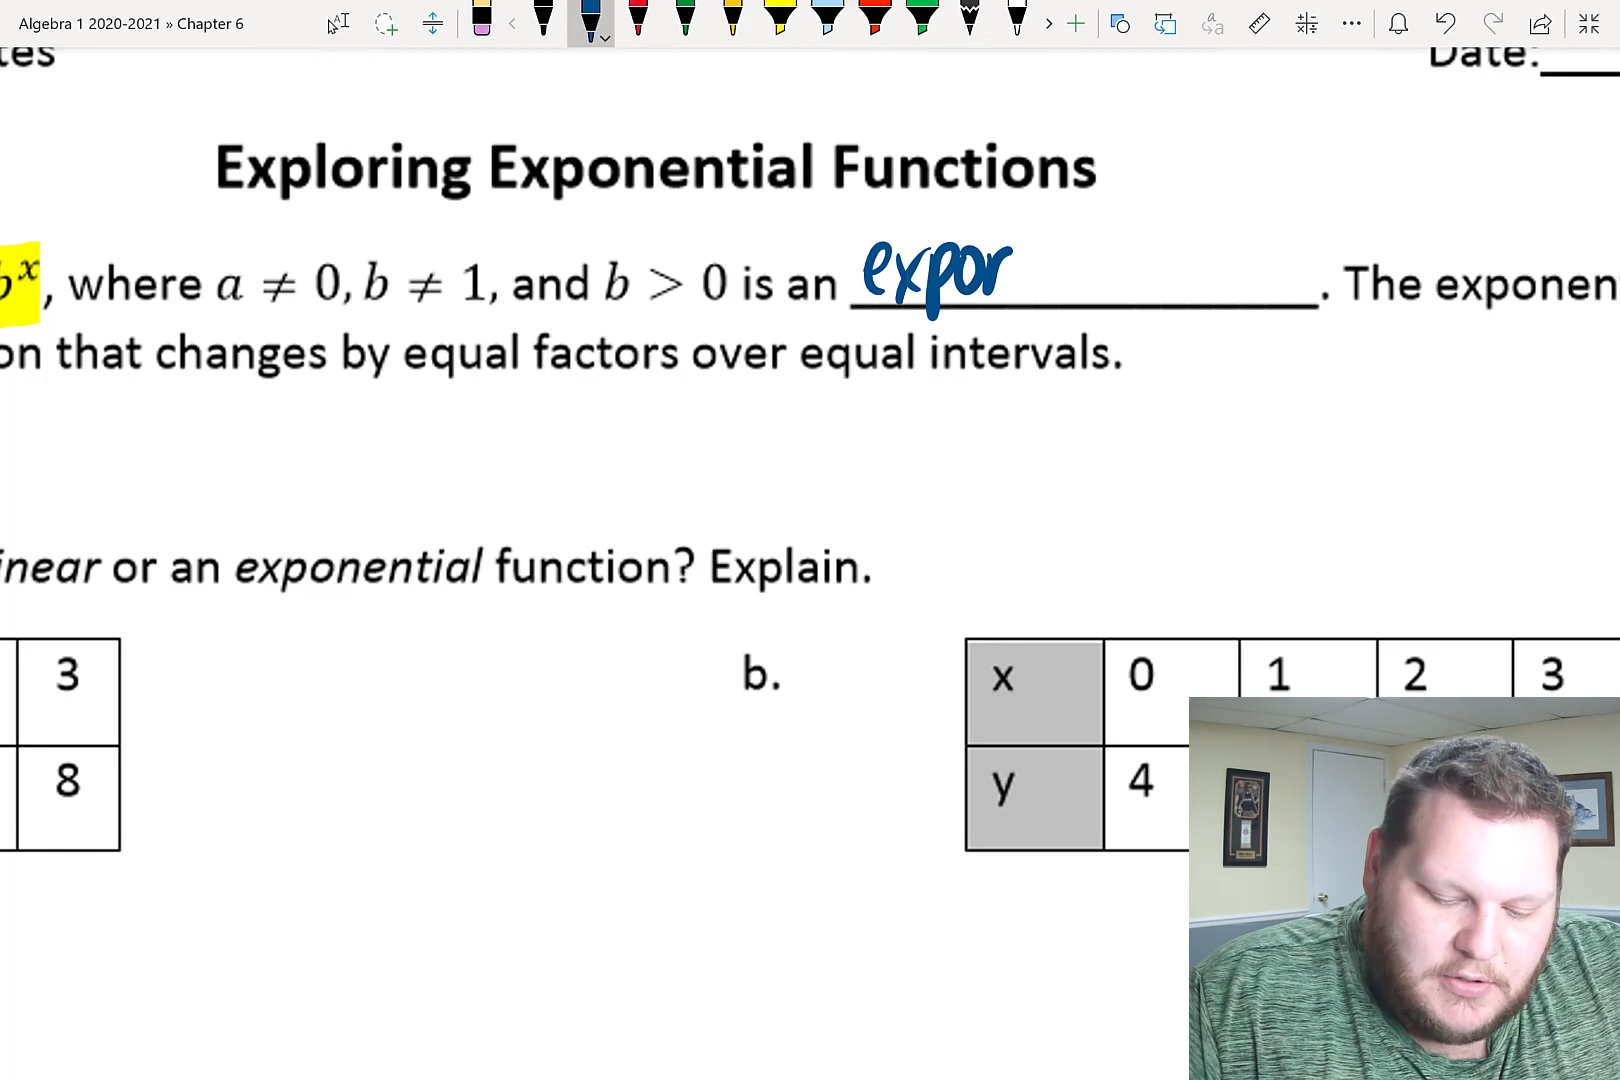 Algebra 1 2020-2021 » Chapter 6
tes
Date:
Exploring Exponential Functions
b^x, where a ≠ 0, b ≠ 1, and b > 0 is an expor. The exponen
on that changes by equal factors over equal intervals.
inear or an exponential function? Explain.
3
8
b.
x 0 1 2 3
y 4